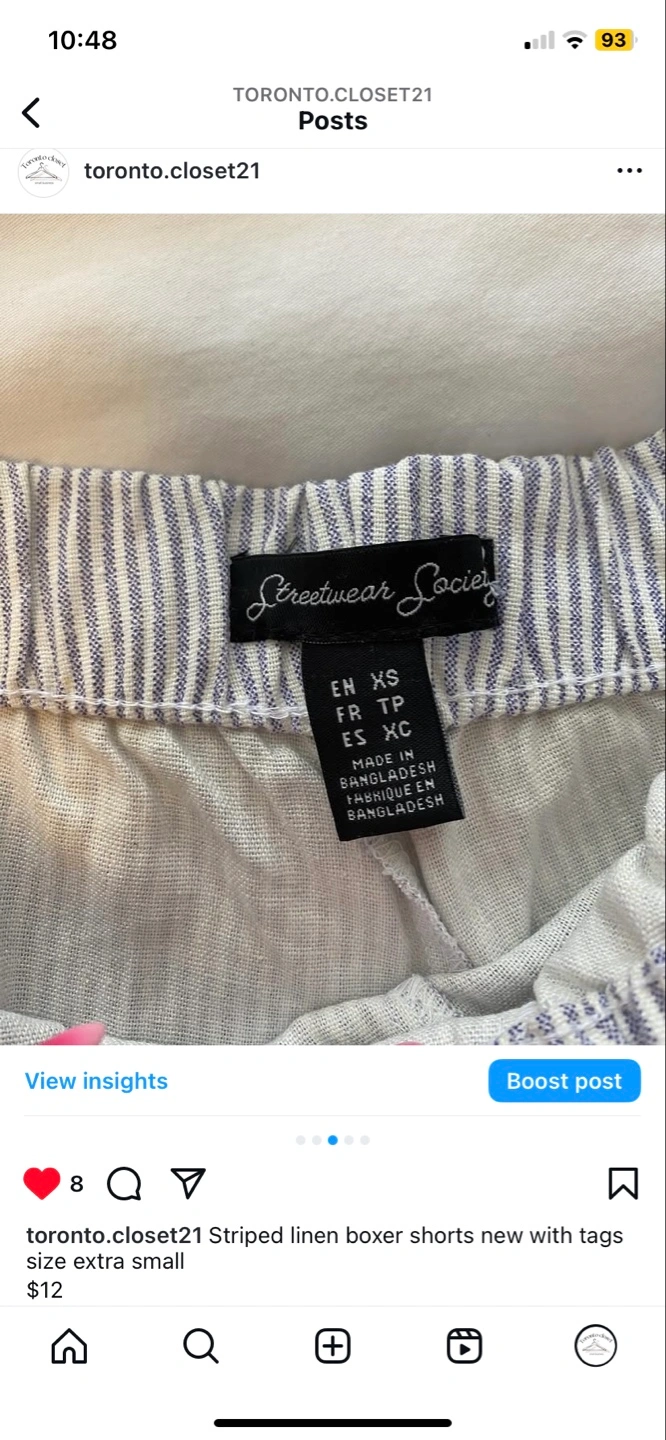 10:48
93
TORONTO.CLOSET21
Posts
Toronto closet
toronto.closet21
Streetwear Society
EN XS
FR TP
ES XC
MADE IN
BANGLADESH
FABRIQUE EN
BANGLADESH
View insights
Boost post
8
toronto.closet21 Striped linen boxer shorts new with tags
size extra small
$12